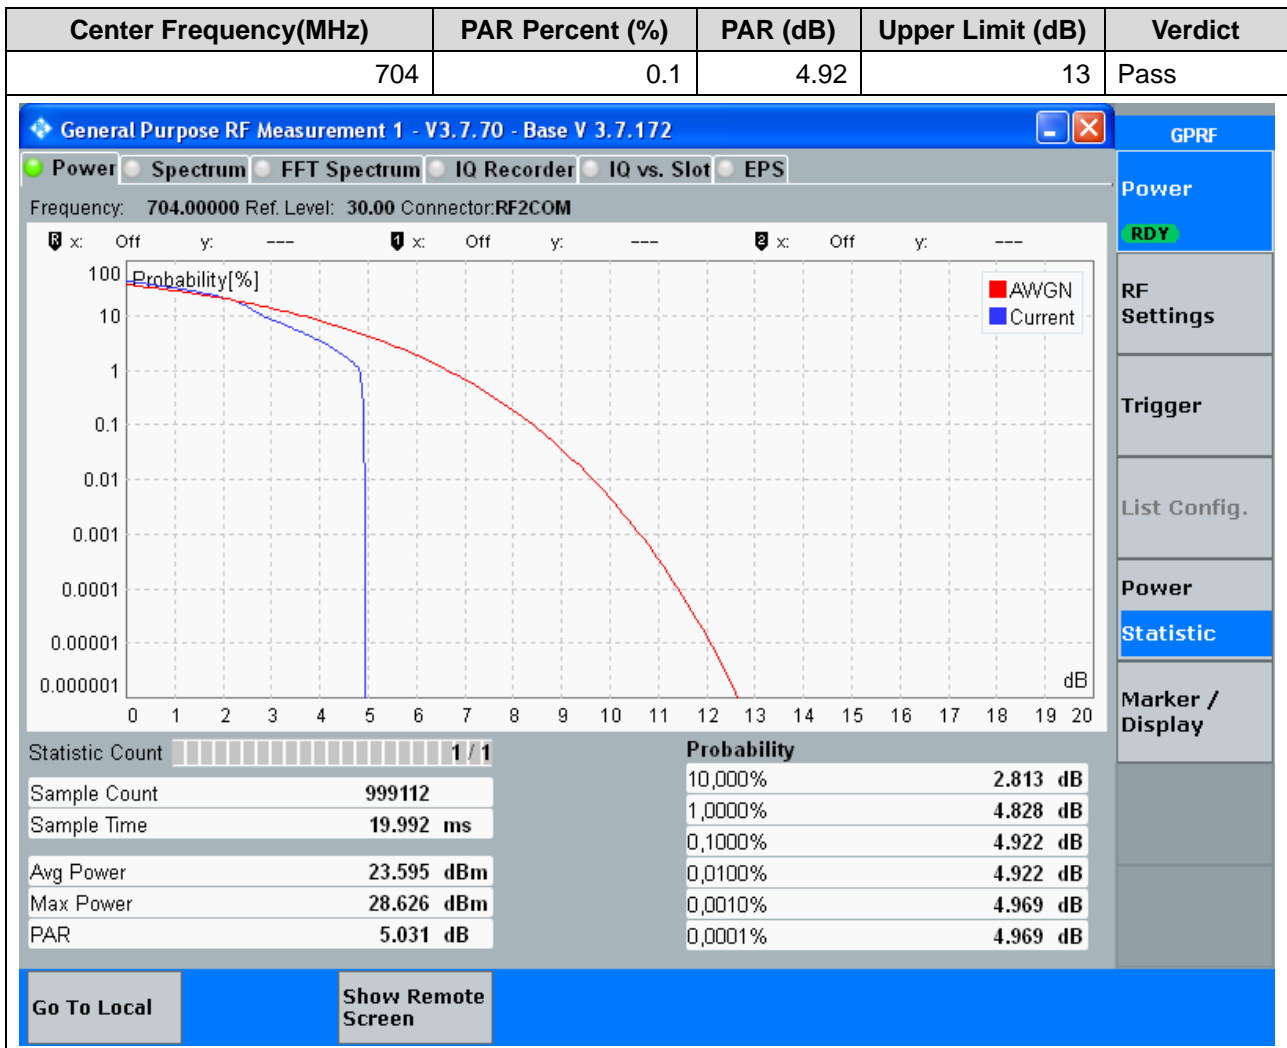 Center Frequency(MHz) PAR Percent (%) PAR (dB) Upper Limit (dB) Verdict
704 0.1 4.92 13 Pass
General Purpose RF Measurement 1 - V3.7.70 - Base V 3.7.172
GPRF
Power Spectrum FFT Spectrum IQ Recorder IQ vs. Slot EPS
Power
RDY
Frequency: 704.00000 Ref. Level: 30.00 Connector:RF2COM
R x: Off y: --- 1 x: Off y: --- 2 x: Off y: ---
Probability[%]
AWGN
Current
100
10
1
0.1
0.01
0.001
0.0001
0.00001
0.000001
dB
0 1 2 3 4 5 6 7 8 9 10 11 12 13 14 15 16 17 18 19 20
RF
Settings
Trigger
List Config.
Power
Statistic
Marker /
Display
Statistic Count 1 / 1
Sample Count 999112
Sample Time 19.992 ms
Avg Power 23.595 dBm
Max Power 28.626 dBm
PAR 5.031 dB
Probability
10,000% 2.813 dB
1,0000% 4.828 dB
0,1000% 4.922 dB
0,0100% 4.922 dB
0,0010% 4.969 dB
0,0001% 4.969 dB
Go To Local
Show Remote
Screen